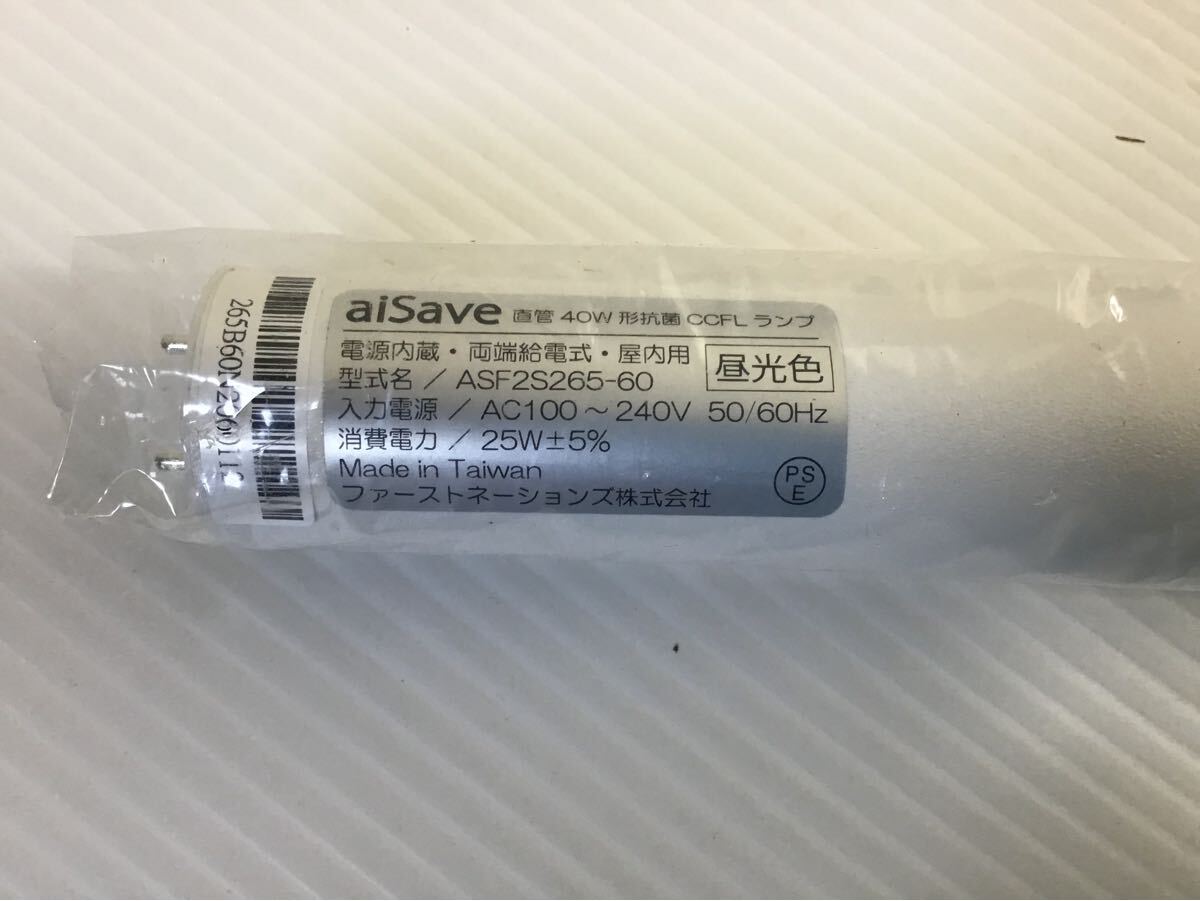 aiSave 直管 40W 形抗菌 CCFL ランプ
電源内蔵・両端給電式・屋内用 昼光色
型式名 / ASF2S265-60
入力電源 / AC100～240V 50/60Hz
消費電力 / 25W±5%
Made in Taiwan
ファーストネーションズ株式会社
PS
E